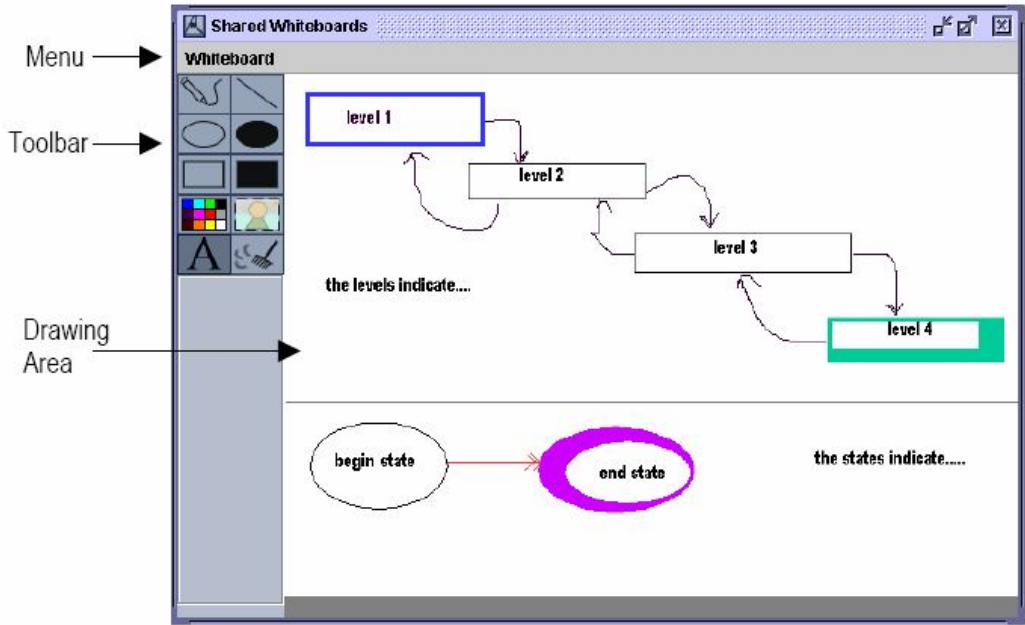 Shared Whiteboards
Menu
Whiteboard
level 1
Toolbar
level 2
level 3
the levels indicate....
Drawing
Area
level 4
begin state
end state
the states indicate.....
A